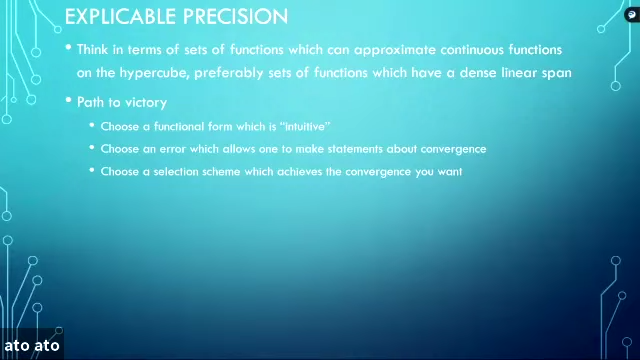 EXPLICABLE PRECISION
• Think in terms of sets of functions which can approximate continuous functions
on the hypercube, preferably sets of functions which have a dense linear span
• Path to victory
• Choose a functional form which is "intuitive"
• Choose an error which allows one to make statements about convergence
• Choose a selection scheme which achieves the convergence you want
ato ato